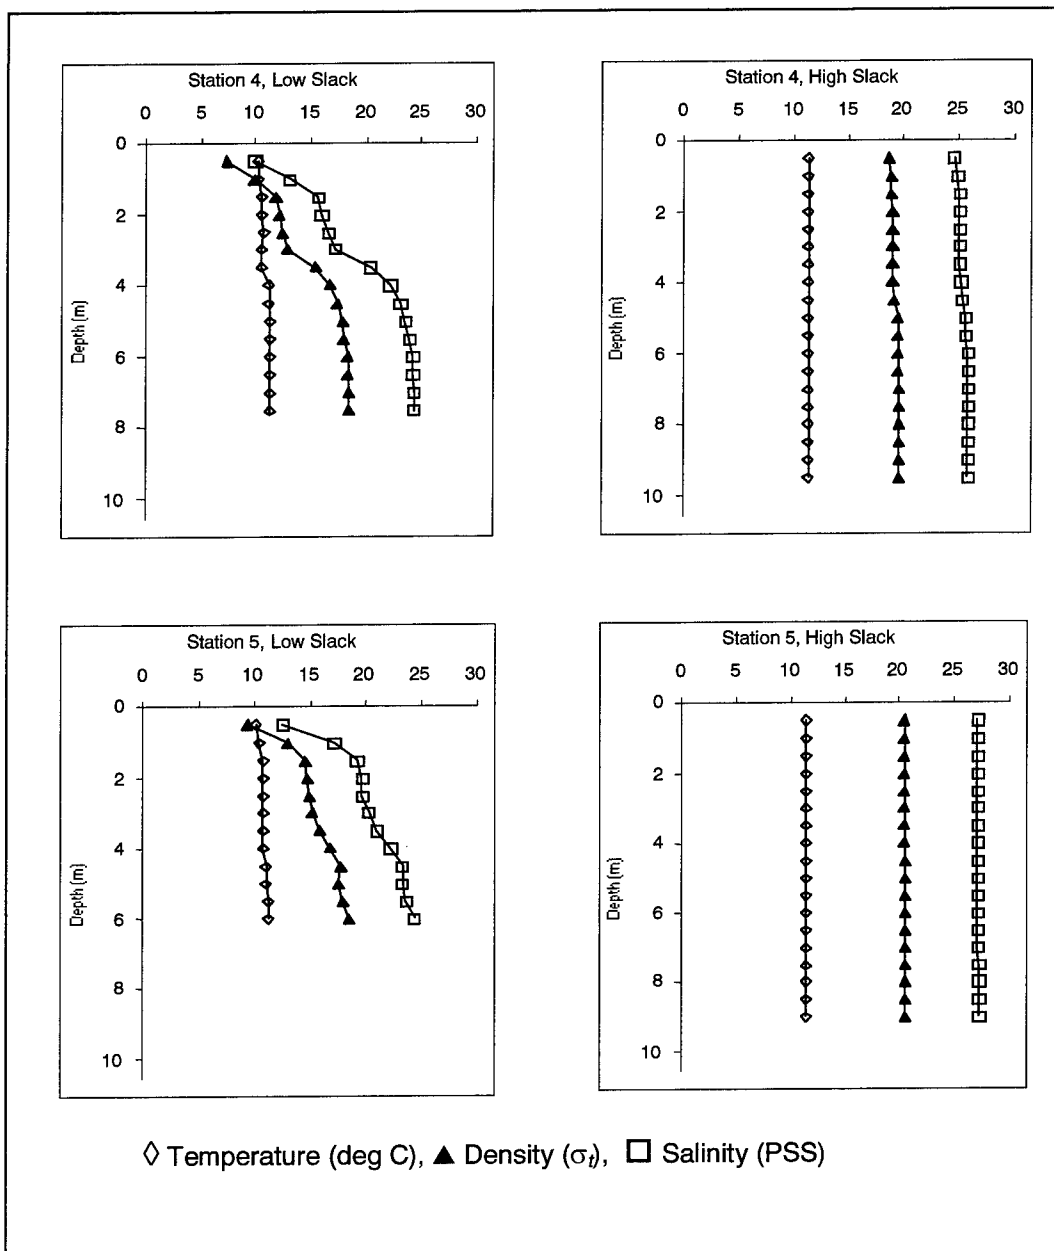 Station 4, Low Slack
0 5 10 15 20 25 30
0
2
4
6
8
10
Depth (m)
Station 4, High Slack
0 5 10 15 20 25 30
0
2
4
6
8
10
Depth (m)
Station 5, Low Slack
0 5 10 15 20 25 30
0
2
4
6
8
10
Depth (m)
Station 5, High Slack
0 5 10 15 20 25 30
0
2
4
6
8
10
Depth (m)
◊ Temperature (deg C), ▲ Density (σt), □ Salinity (PSS)